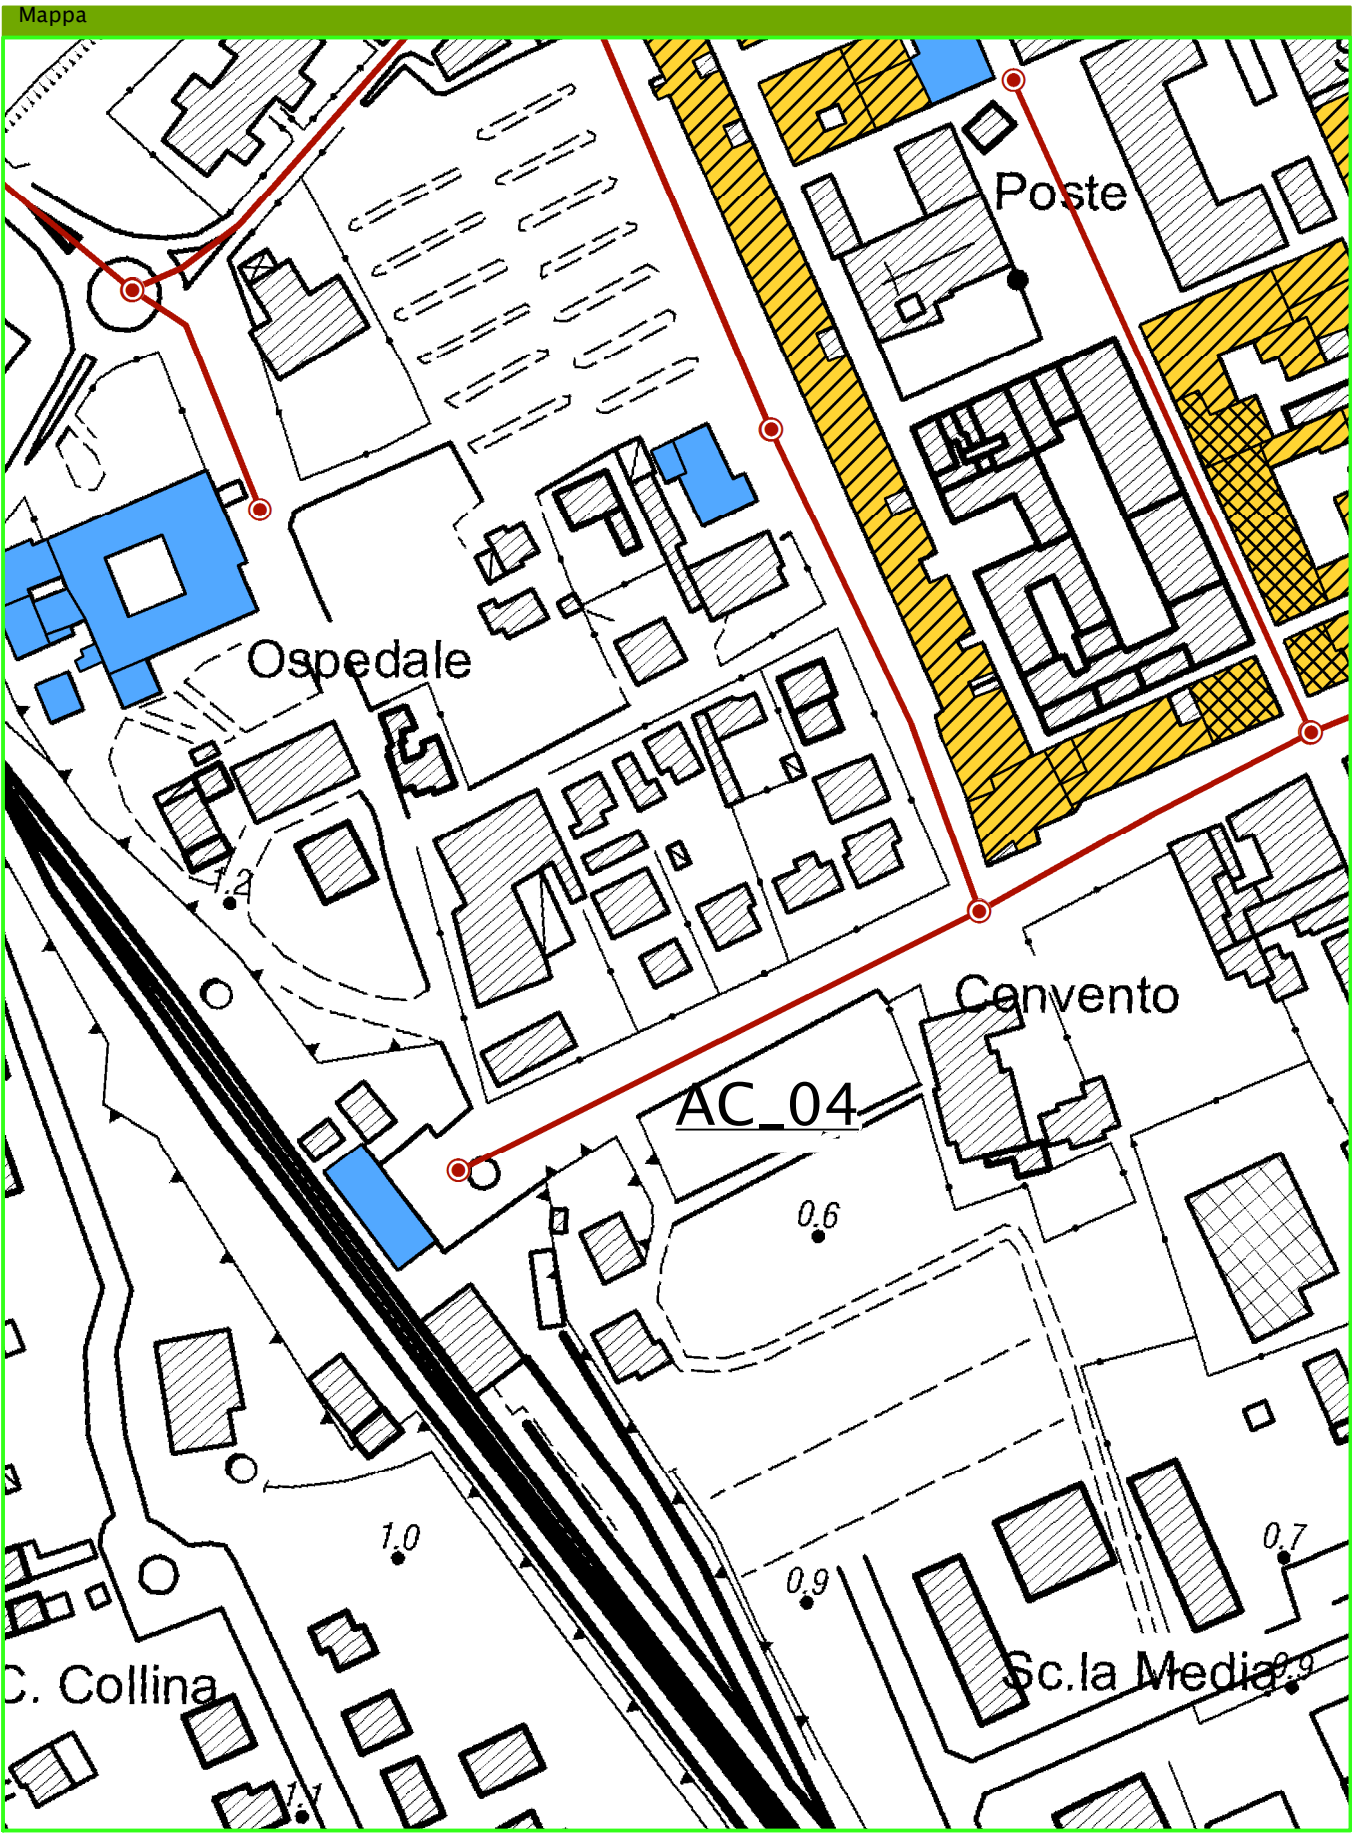 Mappa
Poste
Ospedale
1.2
Convento
AC_04
0.6
1.0
0.7
0.9
C. Collina
Sc.la Media
0.9
1.1